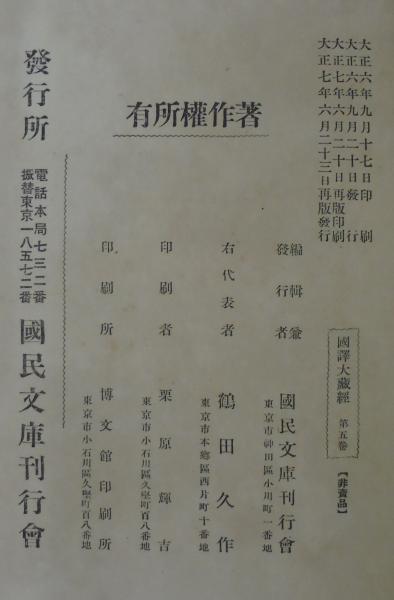 大正六年九月十七日印刷
大正六年九月二十日發行
大正七年六月二十日再版印刷
大正七年六月二十三日再版發行
著作權所有
國譯大藏經 第五卷
【非賣品】
編輯兼
發行者
國民文庫刊行會
東京市神田區小川町一番地
右代表者
鶴田久作
東京市本鄕區西片町十番地
印刷者
栗原輝吉
東京市小石川區久堅町百八番地
印刷所
博文館印刷所
東京市小石川區久堅町百八番地
發行所
電話本局七三二番
振替東京一八五七二番
國民文庫刊行會